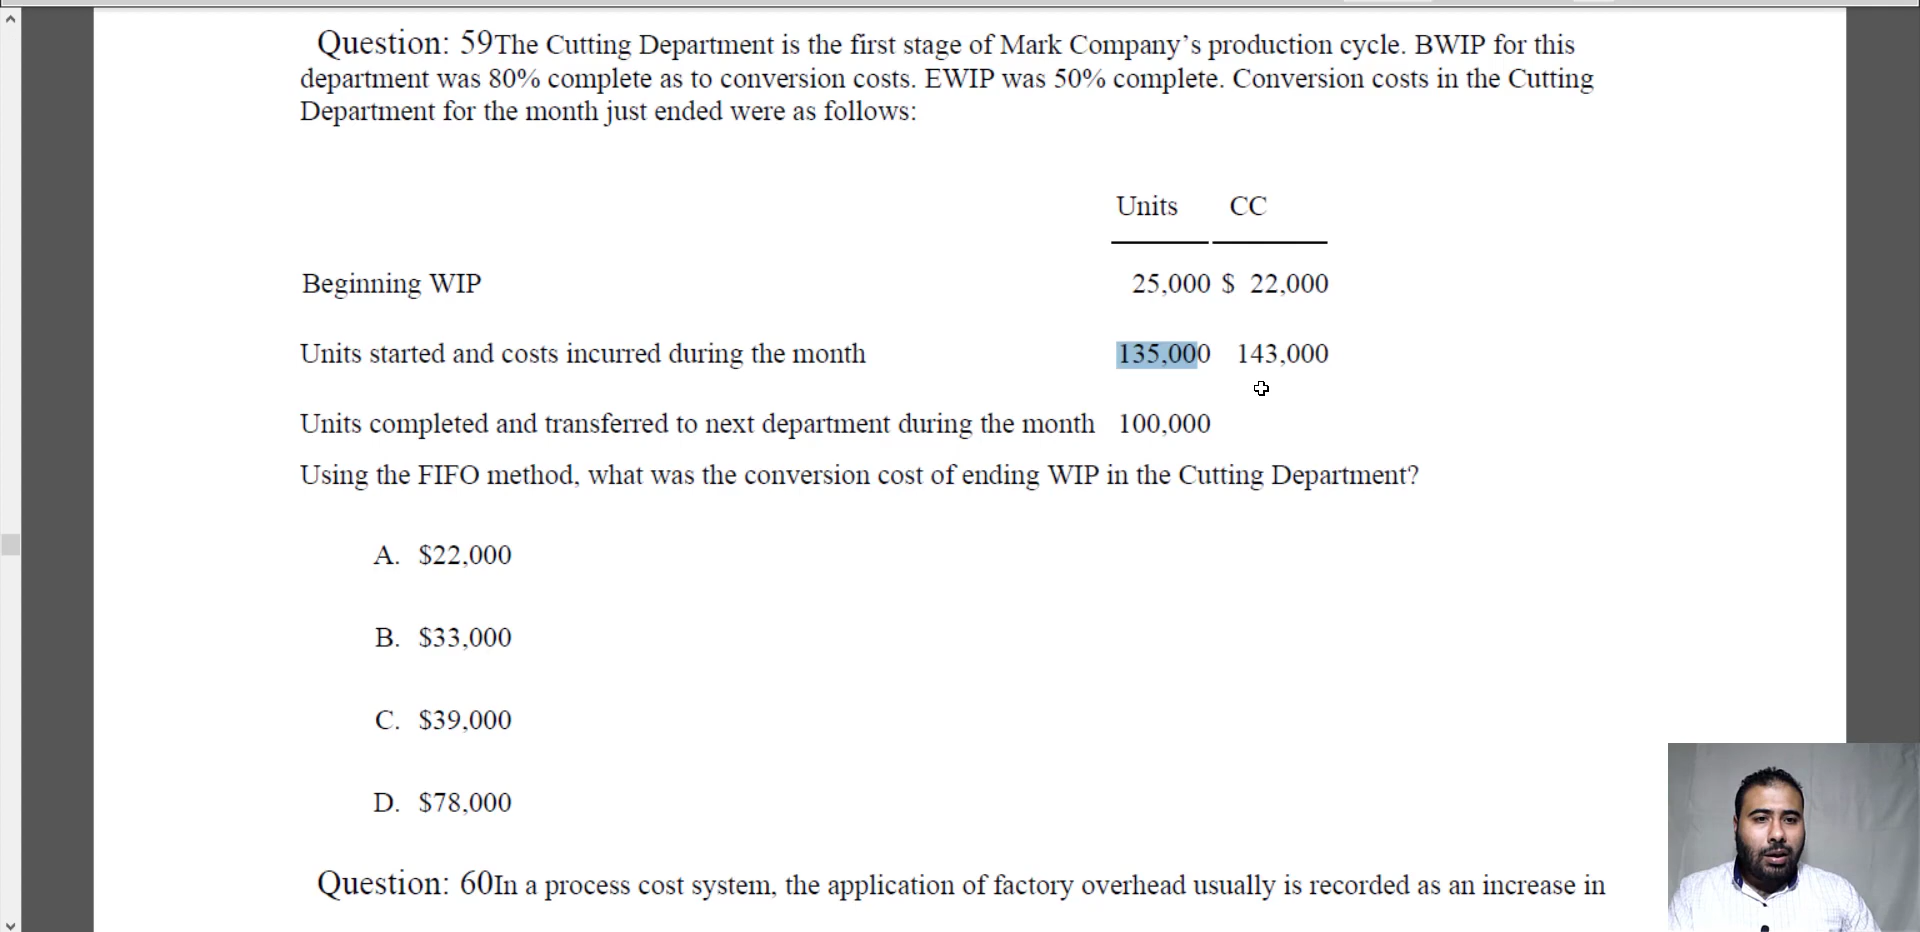 Question: 59The Cutting Department is the first stage of Mark Company’s production cycle. BWIP for this
department was 80% complete as to conversion costs. EWIP was 50% complete. Conversion costs in the Cutting
Department for the month just ended were as follows:
Units CC
Beginning WIP 25,000 $ 22,000
Units started and costs incurred during the month 135,000 143,000
Units completed and transferred to next department during the month 100,000
Using the FIFO method, what was the conversion cost of ending WIP in the Cutting Department?
A. $22,000
B. $33,000
C. $39,000
D. $78,000
Question: 60In a process cost system, the application of factory overhead usually is recorded as an increase in